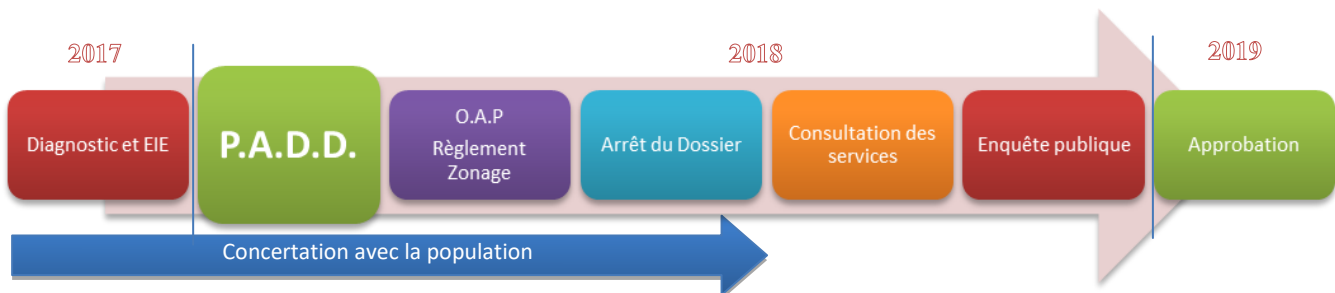 2017
2018
2019
Diagnostic et EIE
P.A.D.D.
O.A.P
Règlement
Zonage
Arrêt du Dossier
Consultation des
services
Enquête publique
Approbation
Concertation avec la population